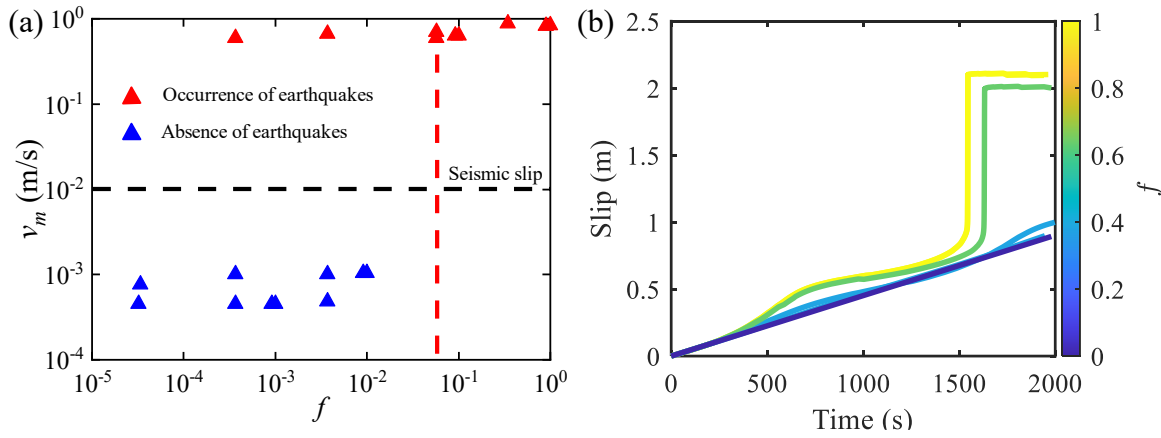 (a)
10^0
10^-1
10^-2
10^-3
10^-4
v_m (m/s)
Occurrence of earthquakes
Absence of earthquakes
Seismic slip
10^-5
10^-4
10^-3
10^-2
10^-1
10^0
f
(b)
2.5
2
1.5
1
0.5
0
Slip (m)
0
500
1000
1500
2000
Time (s)
1
0.8
0.6
0.4
0.2
0
f